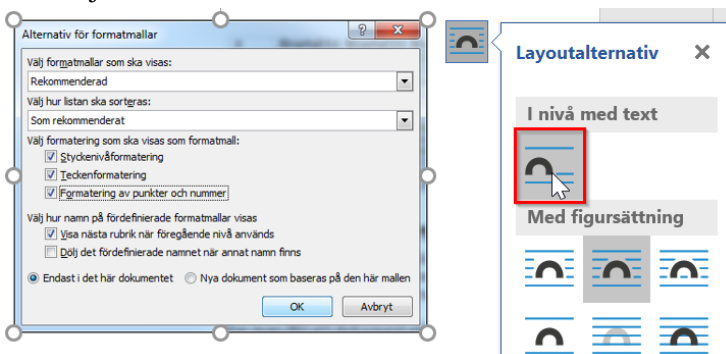 Alternativ för formatmallar
Välj formatmallar som ska visas:
Rekommenderad
Välj hur listan ska sorteras:
Som rekommenderat
Välj formatering som ska visas som formatmall:
Styckenivåformatering
Teckenformatering
Formatering av punkter och nummer
Välj hur namn på fördefinierade formatmallar visas
Visa nästa rubrik när föregående nivå används
Dölj det fördefinierade namnet när annat namn finns
Endast i det här dokumentet Nya dokument som baseras på den här mallen
OK Avbryt
Layoutalternativ
I nivå med text
Med figursättning